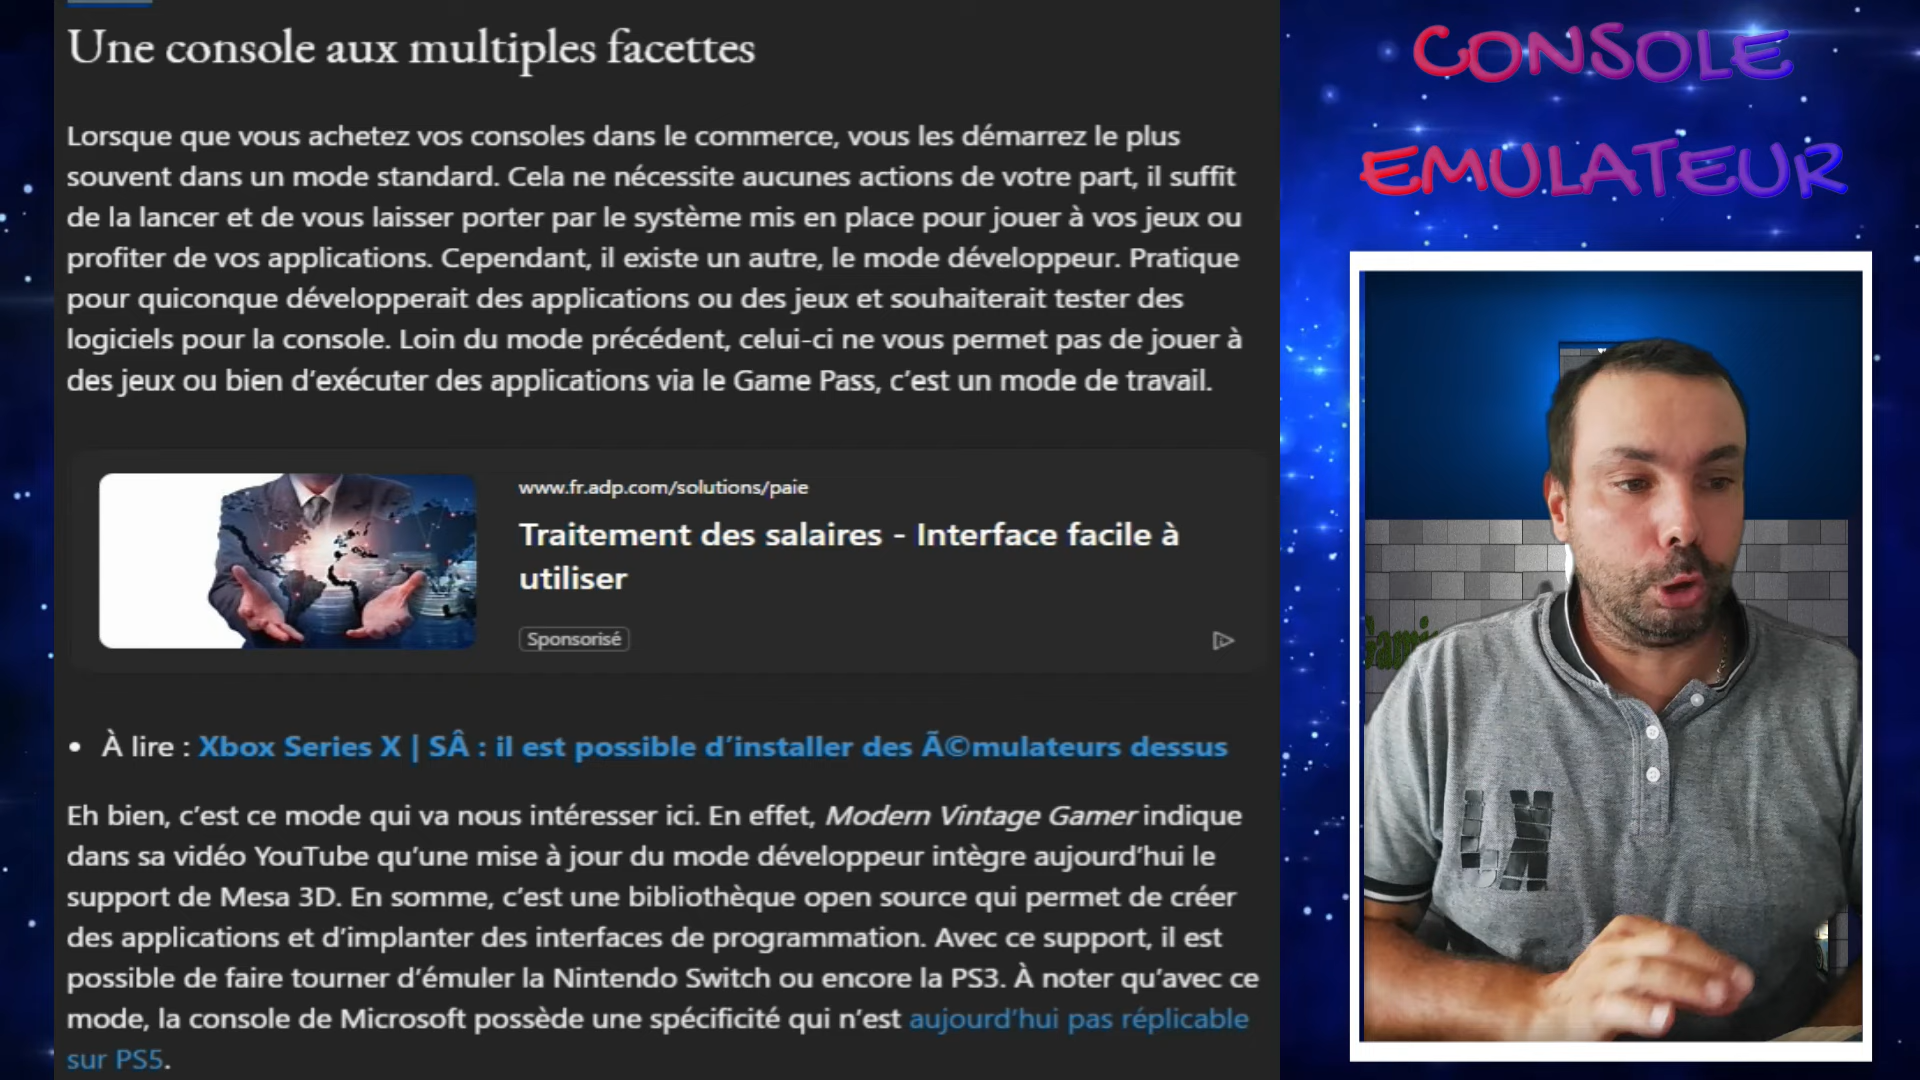 Une console aux multiples facettes
Lorsque que vous achetez vos consoles dans le commerce, vous les démarrez le plus
souvent dans un mode standard. Cela ne nécessite aucunes actions de votre part, il suffit
de la lancer et de vous laisser porter par le système mis en place pour jouer à vos jeux ou
profiter de vos applications. Cependant, il existe un autre, le mode développeur. Pratique
pour quiconque développerait des applications ou des jeux et souhaiterait tester des
logiciels pour la console. Loin du mode précédent, celui-ci ne vous permet pas de jouer à
des jeux ou bien d’exécuter des applications via le Game Pass, c’est un mode de travail.
www.fr.adp.com/solutions/paie
Traitement des salaires - Interface facile à
utiliser
Sponsorisé
• À lire : Xbox Series X | SÂ : il est possible d’installer des Ã©mulateurs dessus
Eh bien, c’est ce mode qui va nous intéresser ici. En effet, Modern Vintage Gamer indique
dans sa vidéo YouTube qu’une mise à jour du mode développeur intègre aujourd’hui le
support de Mesa 3D. En somme, c’est une bibliothèque open source qui permet de créer
des applications et d’implanter des interfaces de programmation. Avec ce support, il est
possible de faire tourner d’émuler la Nintendo Switch ou encore la PS3. À noter qu’avec ce
mode, la console de Microsoft possède une spécificité qui n’est aujourd’hui pas réplicable
sur PS5.
CONSOLE
EMULATEUR